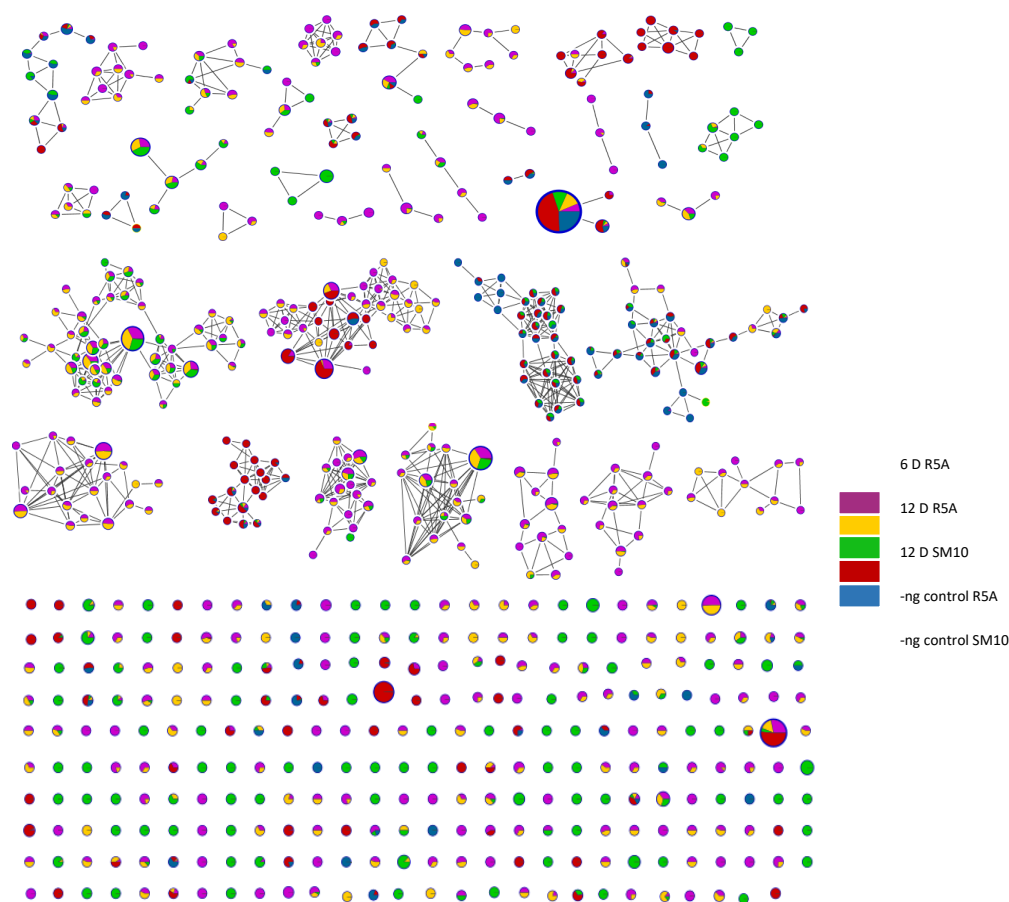 6 D R5A
12 D R5A
12 D SM10
-ng control R5A
-ng control SM10